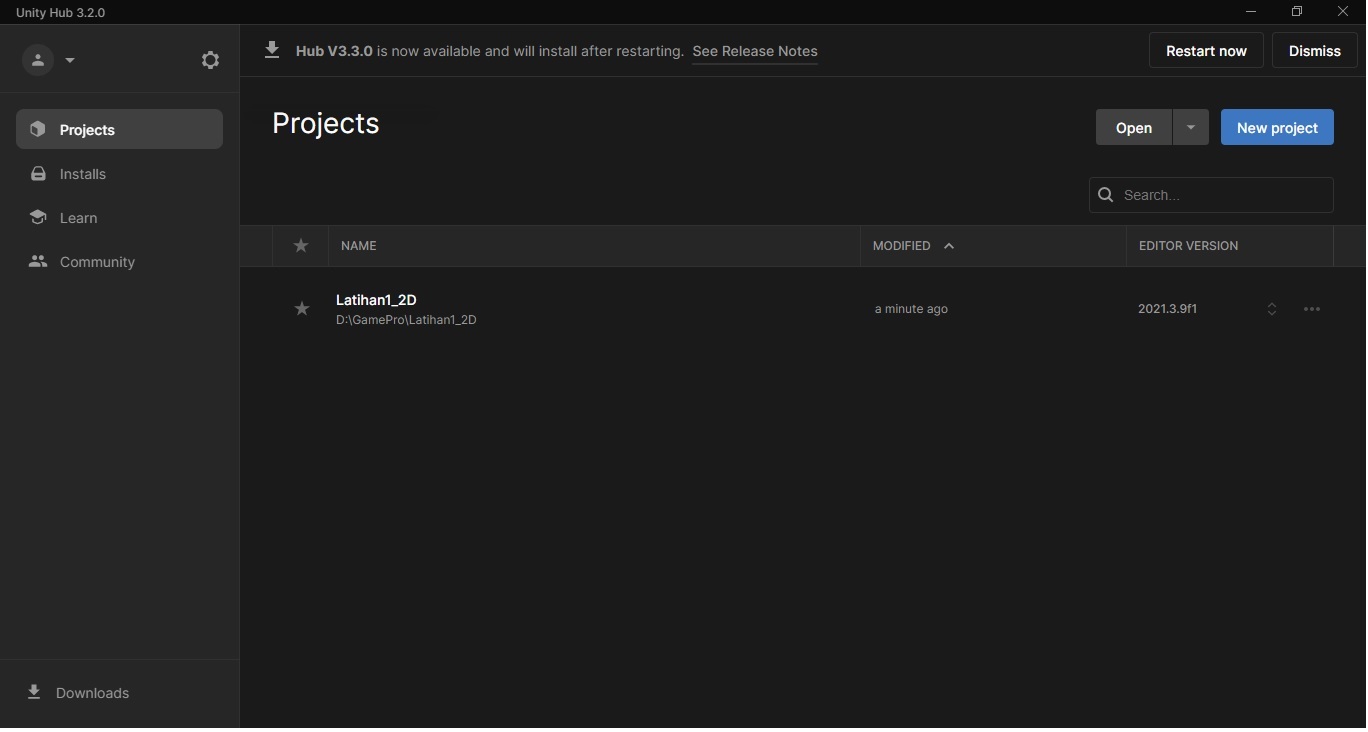 Unity Hub 3.2.0
Hub V3.3.0 is now available and will install after restarting. See Release Notes
Restart now
Dismiss
Projects
Installs
Learn
Community
Downloads
Projects
Open
New project
Search...
NAME
MODIFIED
EDITOR VERSION
Latihan1_2D
D:\GamePro\Latihan1_2D
a minute ago
2021.3.9f1